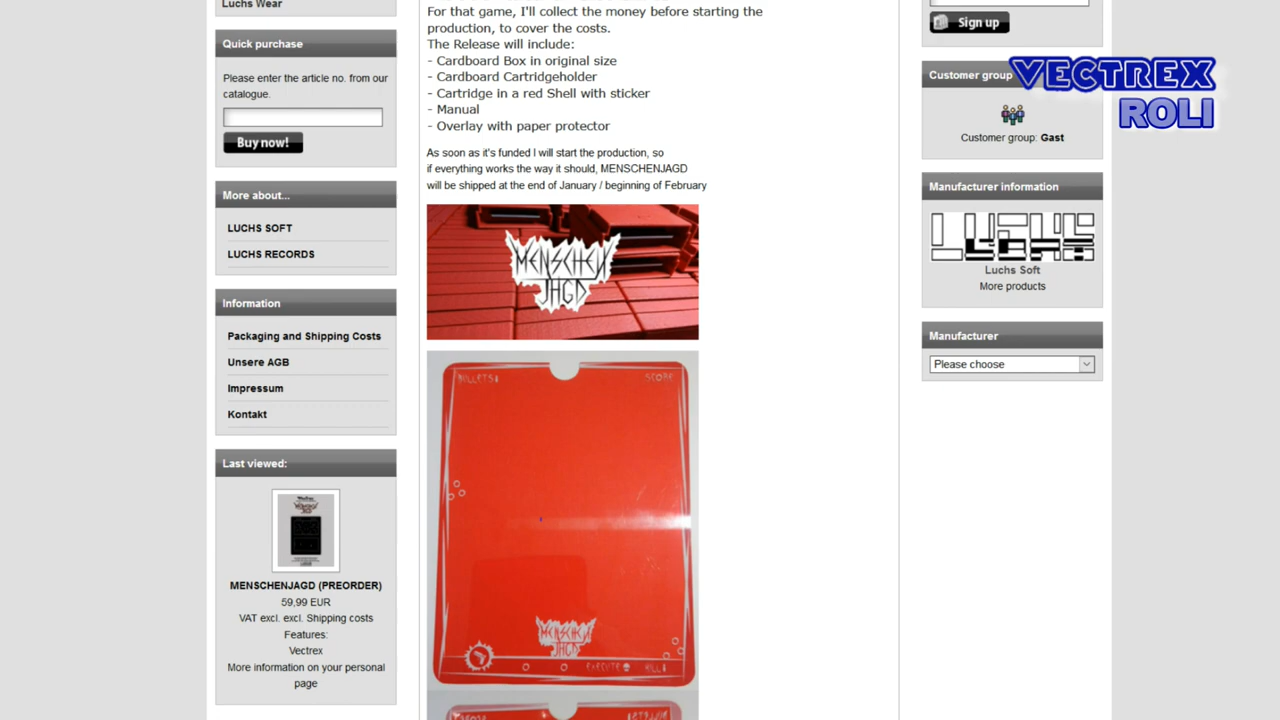 Luchs Wear
Quick purchase
Please enter the article no. from our
catalogue.
Buy now!
More about...
LUCHS SOFT
LUCHS RECORDS
Information
Packaging and Shipping Costs
Unsere AGB
Impressum
Kontakt
Last viewed:
MENSCHENJAGD (PREORDER)
59,99 EUR
VAT excl. excl. Shipping costs
Features:
Vectrex
More information on your personal
page
For that game, I'll collect the money before starting the
production, to cover the costs.
The Release will include:
- Cardboard Box in original size
- Cardboard Cartridgeholder
- Cartridge in a red Shell with sticker
- Manual
- Overlay with paper protector
As soon as it's funded I will start the production, so
if everything works the way it should, MENSCHENJAGD
will be shipped at the end of January / beginning of February
MENSCHEN
JAGD
BULLETS
SCORE
MENSCHEN
JAGD
EXECUTE
KILL
Sign up
Customer group
VECTREX
ROLI
Customer group: Gast
Manufacturer information
LUCHS
SOFT
Luchs Soft
More products
Manufacturer
Please choose